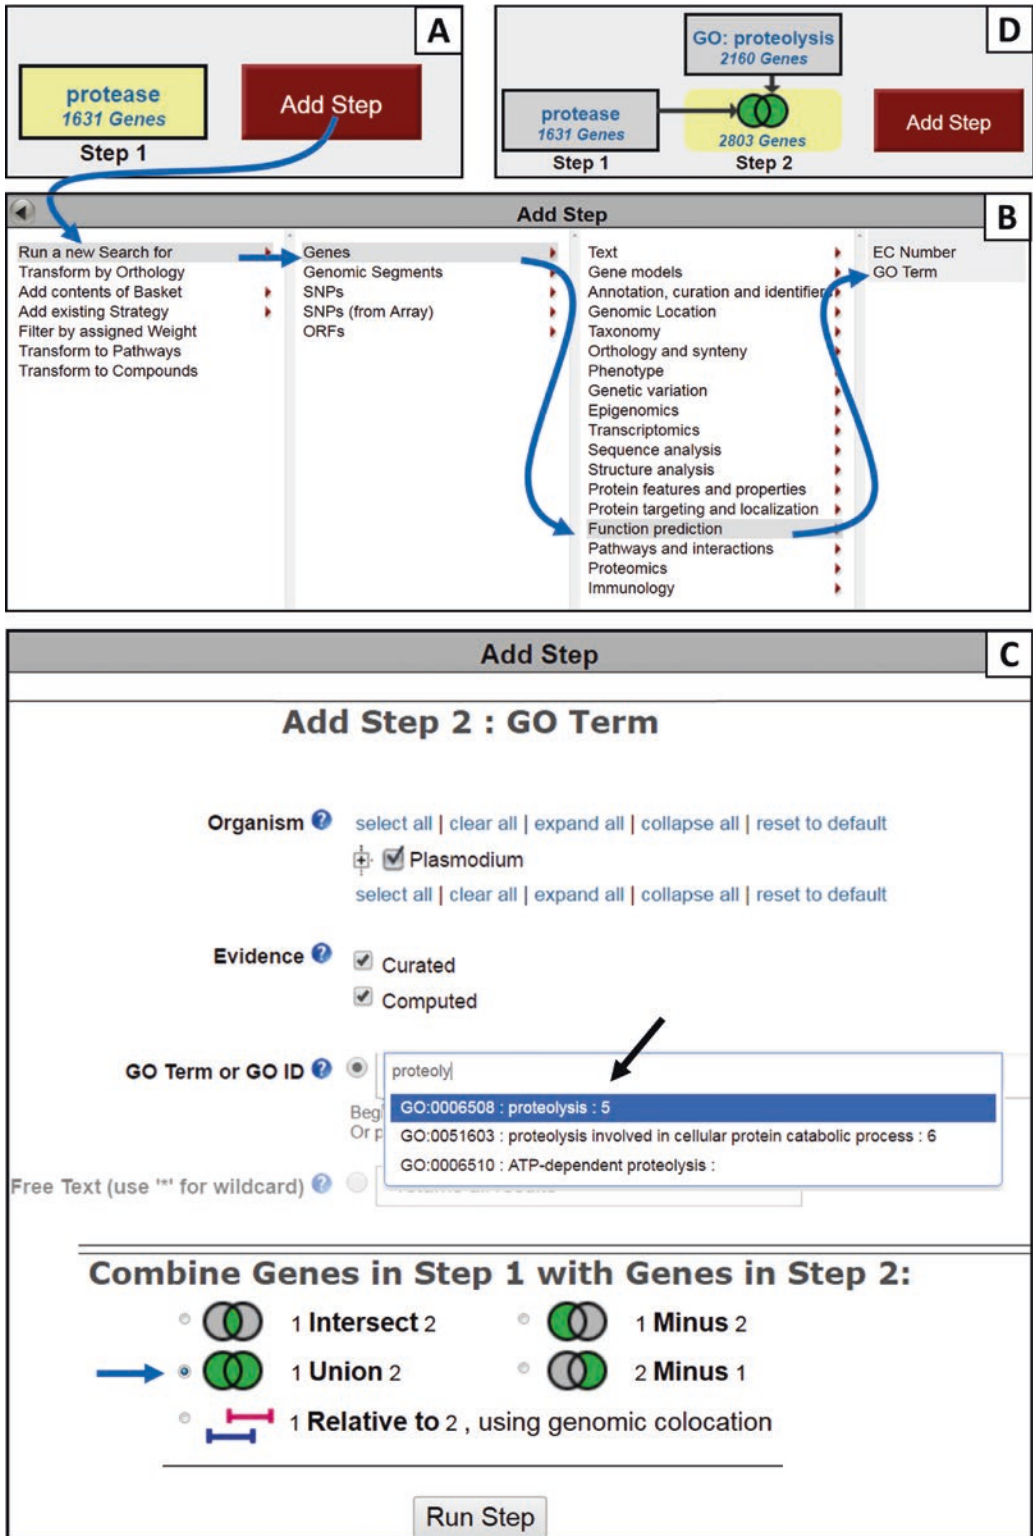 A
protease
1631 Genes
Step 1
Add Step
D
GO: proteolysis
2160 Genes
protease
1631 Genes
Step 1
2803 Genes
Step 2
Add Step
Add Step
B
Run a new Search for
Transform by Orthology
Add contents of Basket
Add existing Strategy
Filter by assigned Weight
Transform to Pathways
Transform to Compounds
Genes
Genomic Segments
SNPs
SNPs (from Array)
ORFs
Text
Gene models
Annotation, curation and identifiers
Genomic Location
Taxonomy
Orthology and synteny
Phenotype
Genetic variation
Epigenomics
Transcriptomics
Sequence analysis
Structure analysis
Protein features and properties
Protein targeting and localization
Function prediction
Pathways and interactions
Proteomics
Immunology
EC Number
GO Term
Add Step
C
Add Step 2 : GO Term
Organism ? select all | clear all | expand all | collapse all | reset to default
Plasmodium
select all | clear all | expand all | collapse all | reset to default
Evidence ? Curated
Computed
GO Term or GO ID ? proteoly
GO:0006508 : proteolysis : 5
GO:0051603 : proteolysis involved in cellular protein catabolic process : 6
GO:0006510 : ATP-dependent proteolysis :
Free Text (use '*' for wildcard) ?
Combine Genes in Step 1 with Genes in Step 2:
1 Intersect 2
1 Minus 2
1 Union 2
2 Minus 1
1 Relative to 2 , using genomic colocation
Run Step